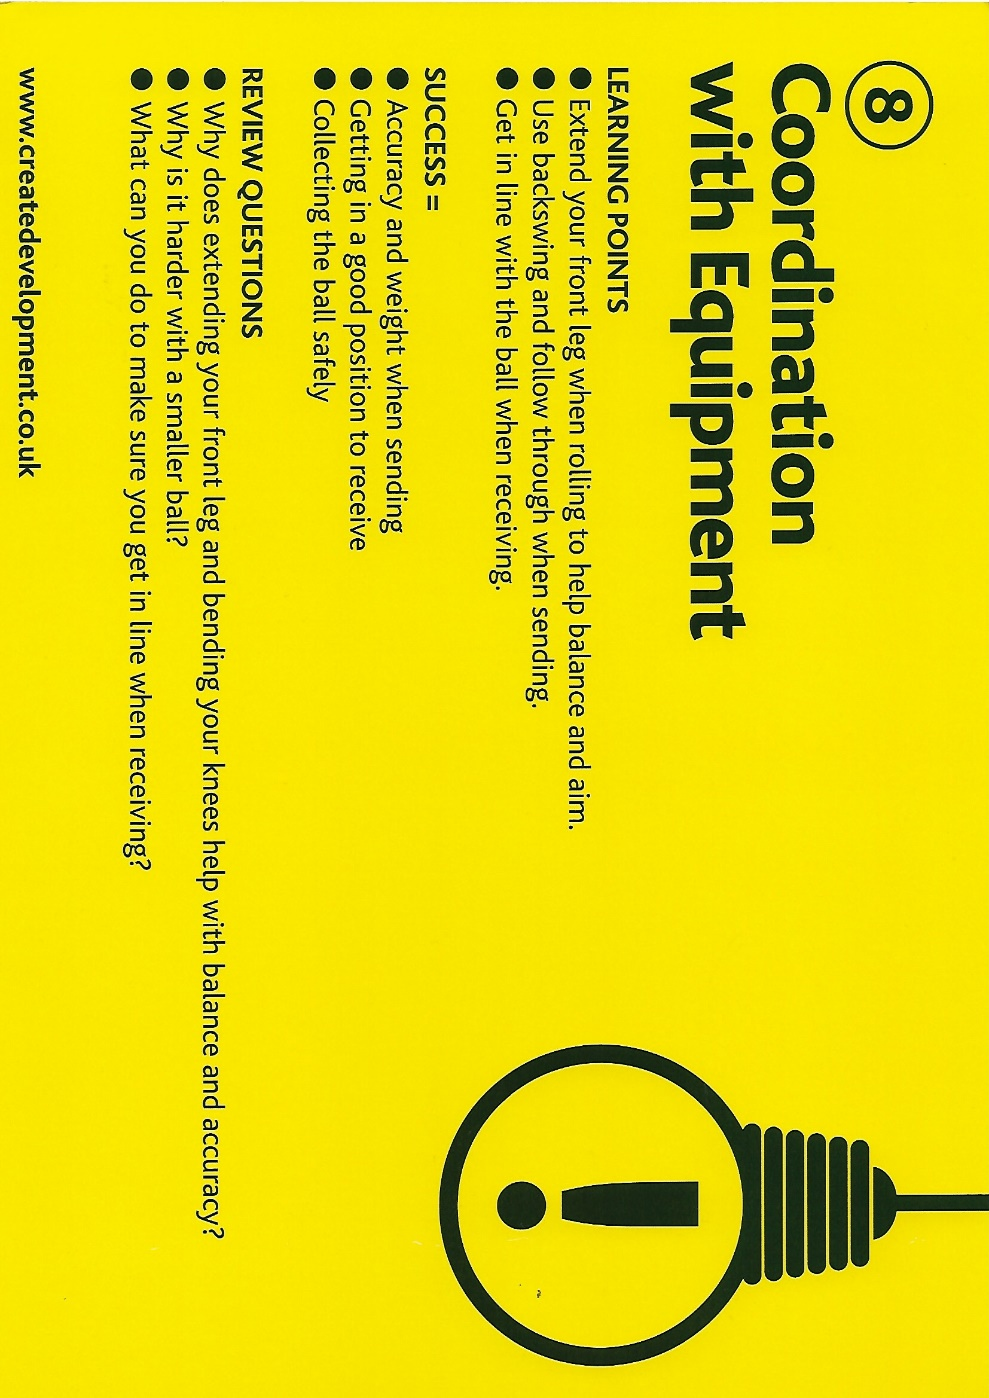 8
Coordination
with Equipment
LEARNING POINTS
● Extend your front leg when rolling to help balance and aim.
● Use backswing and follow through when sending.
● Get in line with the ball when receiving.
SUCCESS =
● Accuracy and weight when sending
● Getting in a good position to receive
● Collecting the ball safely
REVIEW QUESTIONS
● Why does extending your front leg and bending your knees help with balance and accuracy?
● Why is it harder with a smaller ball?
● What can you do to make sure you get in line when receiving?
www.createdevelopment.co.uk
!